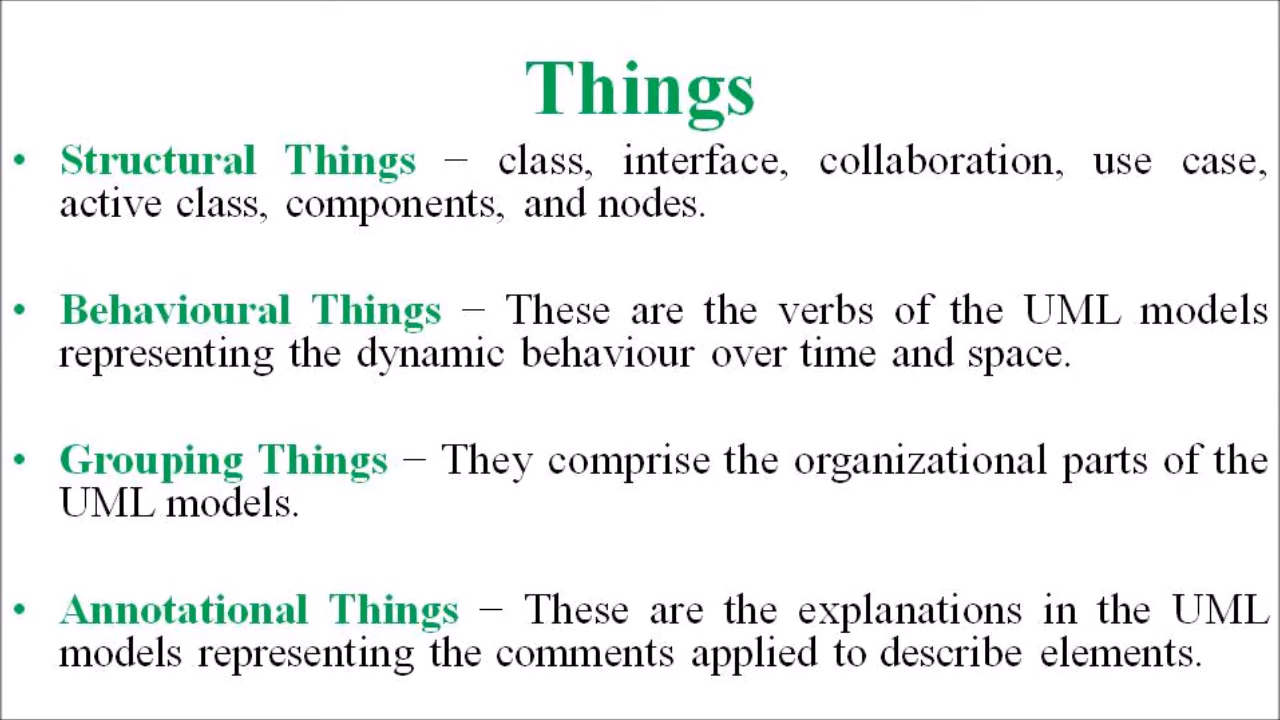 Things
• Structural Things − class, interface, collaboration, use case,
active class, components, and nodes.
• Behavioural Things − These are the verbs of the UML models
representing the dynamic behaviour over time and space.
• Grouping Things − They comprise the organizational parts of the
UML models.
• Annotational Things − These are the explanations in the UML
models representing the comments applied to describe elements.